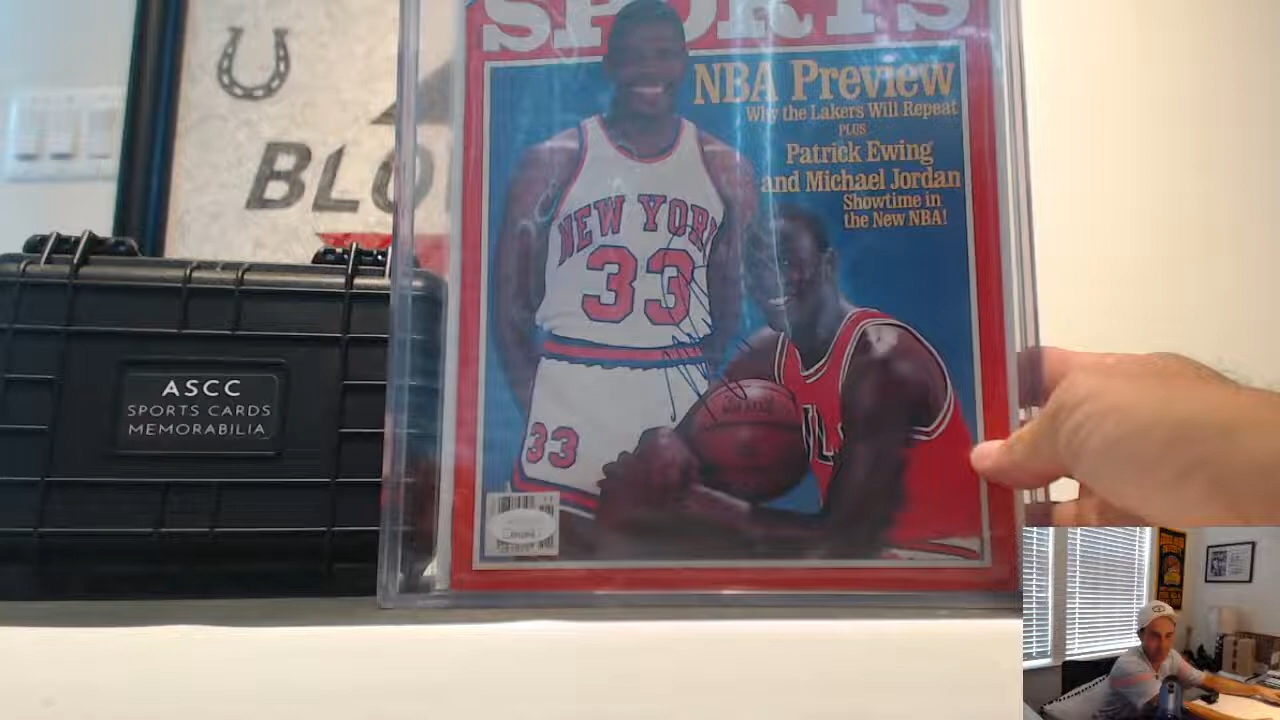 SPORTS
NBA Preview
Why the Lakers Will Repeat
PLUS
Patrick Ewing
and Michael Jordan
Showtime in
the New NBA!
BLO
NEW YORK
33
33
ASCC
SPORTS CARDS
MEMORABILIA